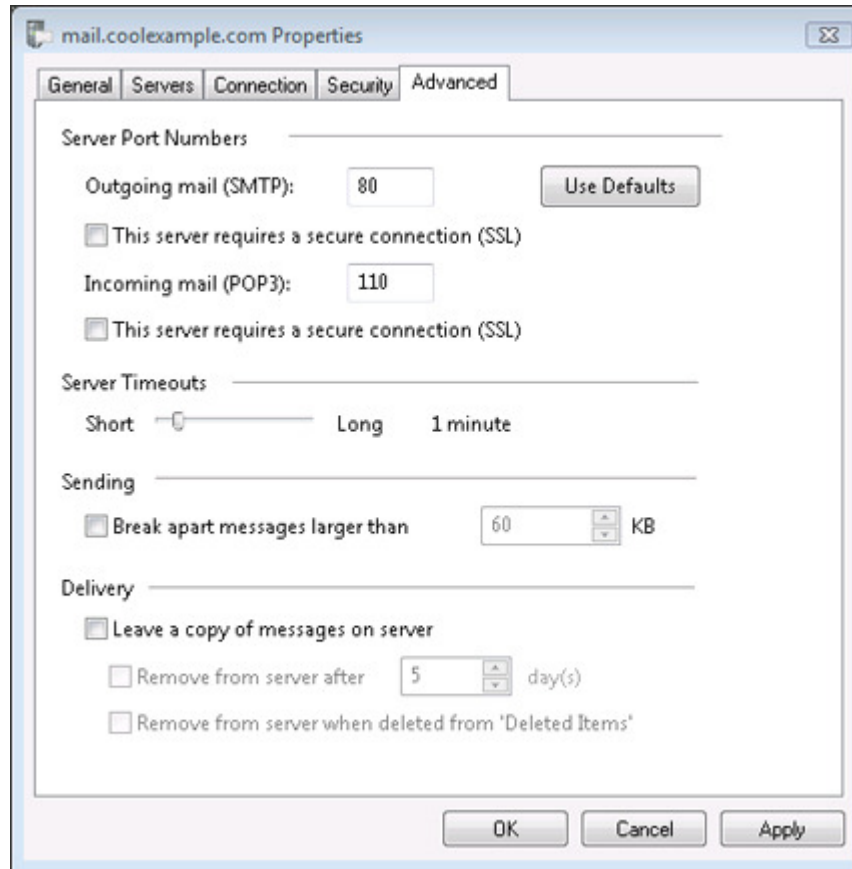 mail.coolexample.com Properties
General Servers Connection Security Advanced
Server Port Numbers
Outgoing mail (SMTP): 80 Use Defaults
This server requires a secure connection (SSL)
Incoming mail (POP3): 110
This server requires a secure connection (SSL)
Server Timeouts
Short Long 1 minute
Sending
Break apart messages larger than 60 KB
Delivery
Leave a copy of messages on server
Remove from server after 5 day(s)
Remove from server when deleted from 'Deleted Items'
OK Cancel Apply